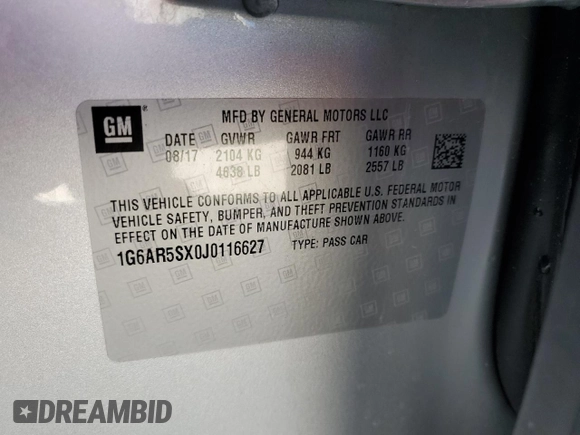 GM
MFD BY GENERAL MOTORS LLC
DATE GVWR GAWR FRT GAWR RR
08/17 2104 KG 944 KG 1160 KG
4638 LB 2081 LB 2557 LB
THIS VEHICLE CONFORMS TO ALL APPLICABLE U.S. FEDERAL MOTOR
VEHICLE SAFETY, BUMPER, AND THEFT PREVENTION STANDARDS IN
EFFECT ON THE DATE OF MANUFACTURE SHOWN ABOVE.
1G6AR5SX0J0116627 TYPE: PASS CAR
DREAMBID